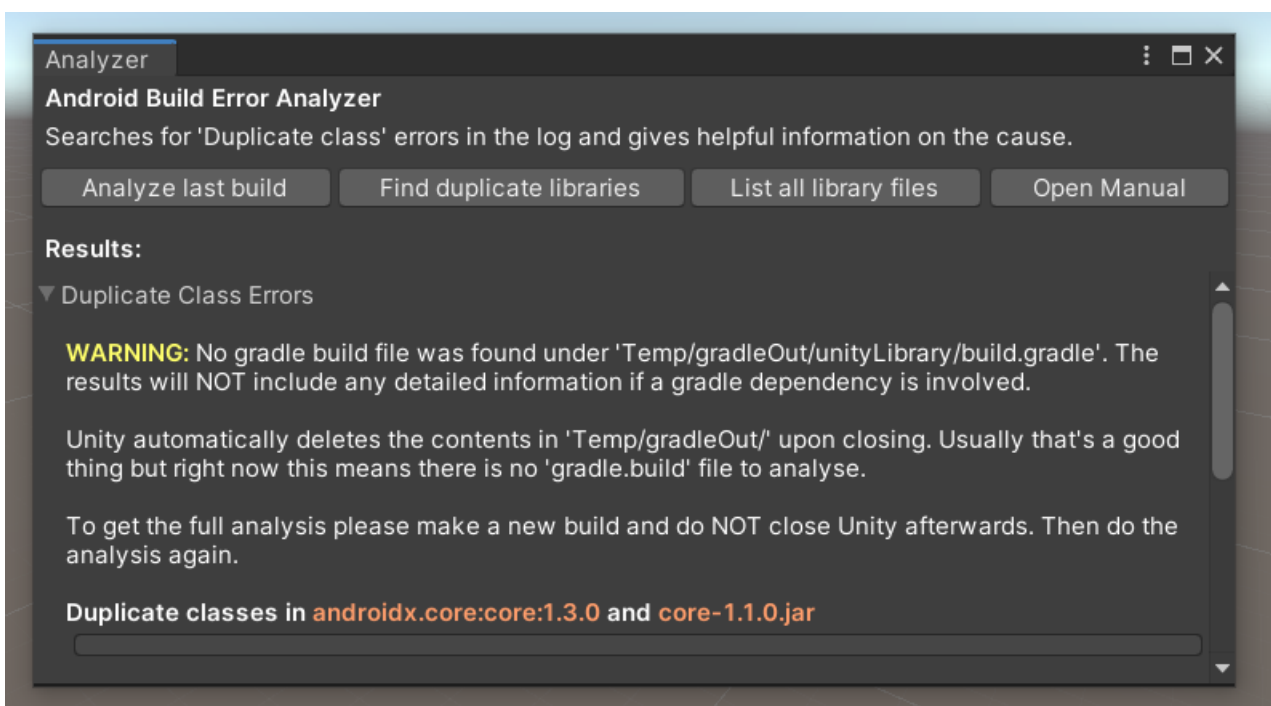 Analyzer
Android Build Error Analyzer
Searches for 'Duplicate class' errors in the log and gives helpful information on the cause.
Analyze last build Find duplicate libraries List all library files Open Manual
Results:
Duplicate Class Errors
WARNING: No gradle build file was found under 'Temp/gradleOut/unityLibrary/build.gradle'. The
results will NOT include any detailed information if a gradle dependency is involved.
Unity automatically deletes the contents in 'Temp/gradleOut/' upon closing. Usually that's a good
thing but right now this means there is no 'gradle.build' file to analyse.
To get the full analysis please make a new build and do NOT close Unity afterwards. Then do the
analysis again.
Duplicate classes in androidx.core:core:1.3.0 and core-1.1.0.jar